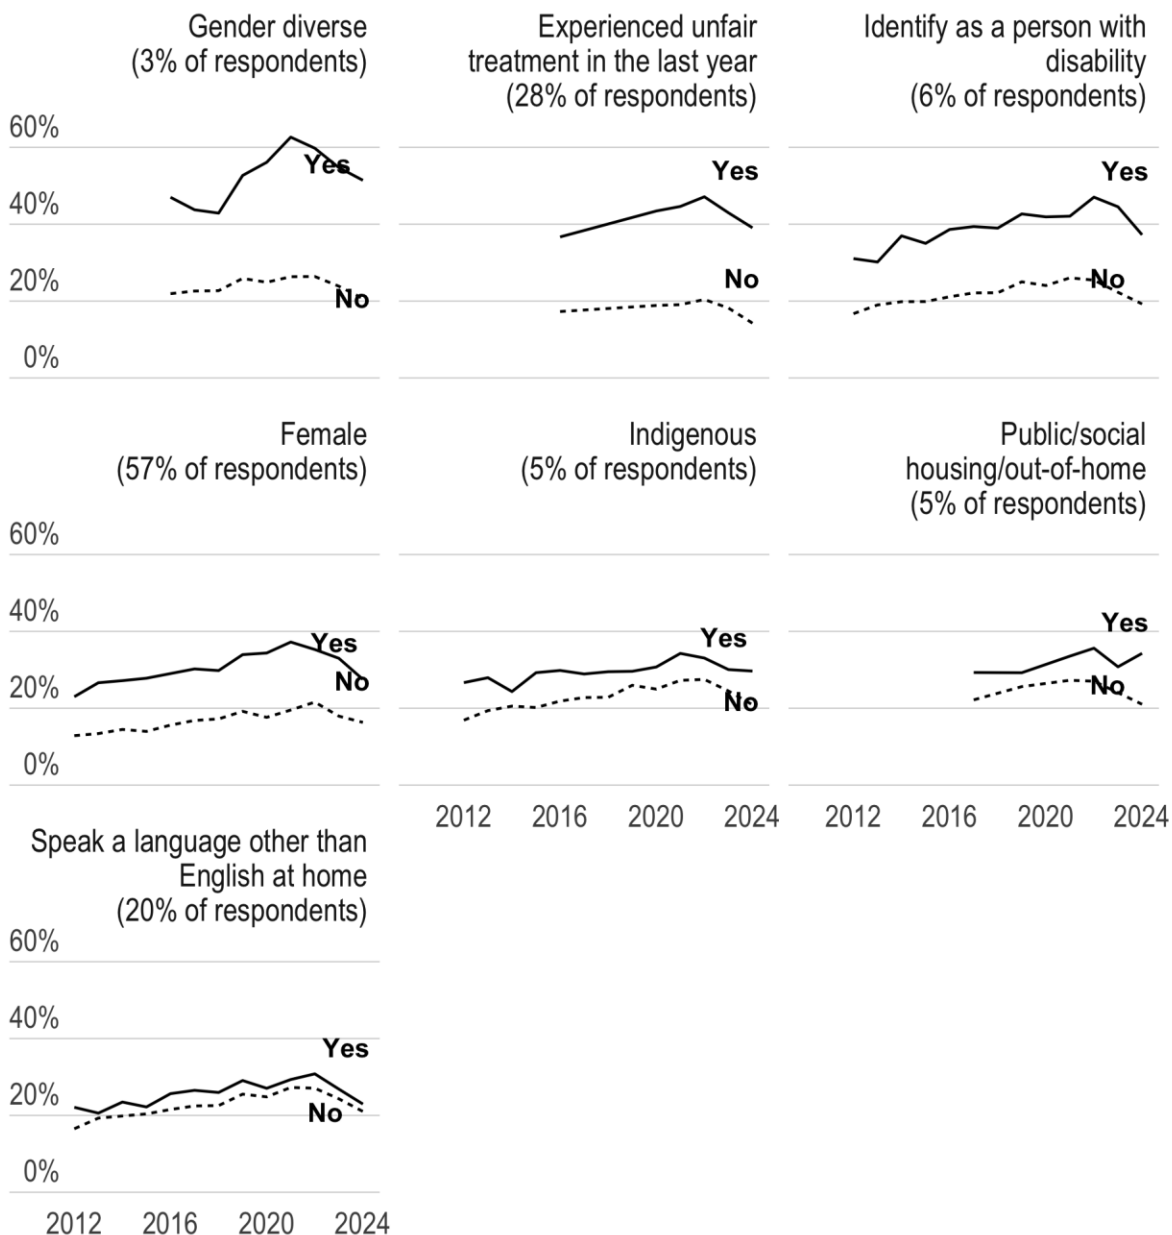 Gender diverse
(3% of respondents)
Experienced unfair
treatment in the last year
(28% of respondents)
Identify as a person with
disability
(6% of respondents)
60%
40%
20%
0%
Yes
No
Yes
No
Yes
No
Female
(57% of respondents)
Indigenous
(5% of respondents)
Public/social
housing/out-of-home
(5% of respondents)
60%
40%
20%
0%
Yes
No
Yes
No
Yes
No
2012 2016 2020 2024
2012 2016 2020 2024
Speak a language other than
English at home
(20% of respondents)
60%
40%
20%
0%
Yes
No
2012 2016 2020 2024